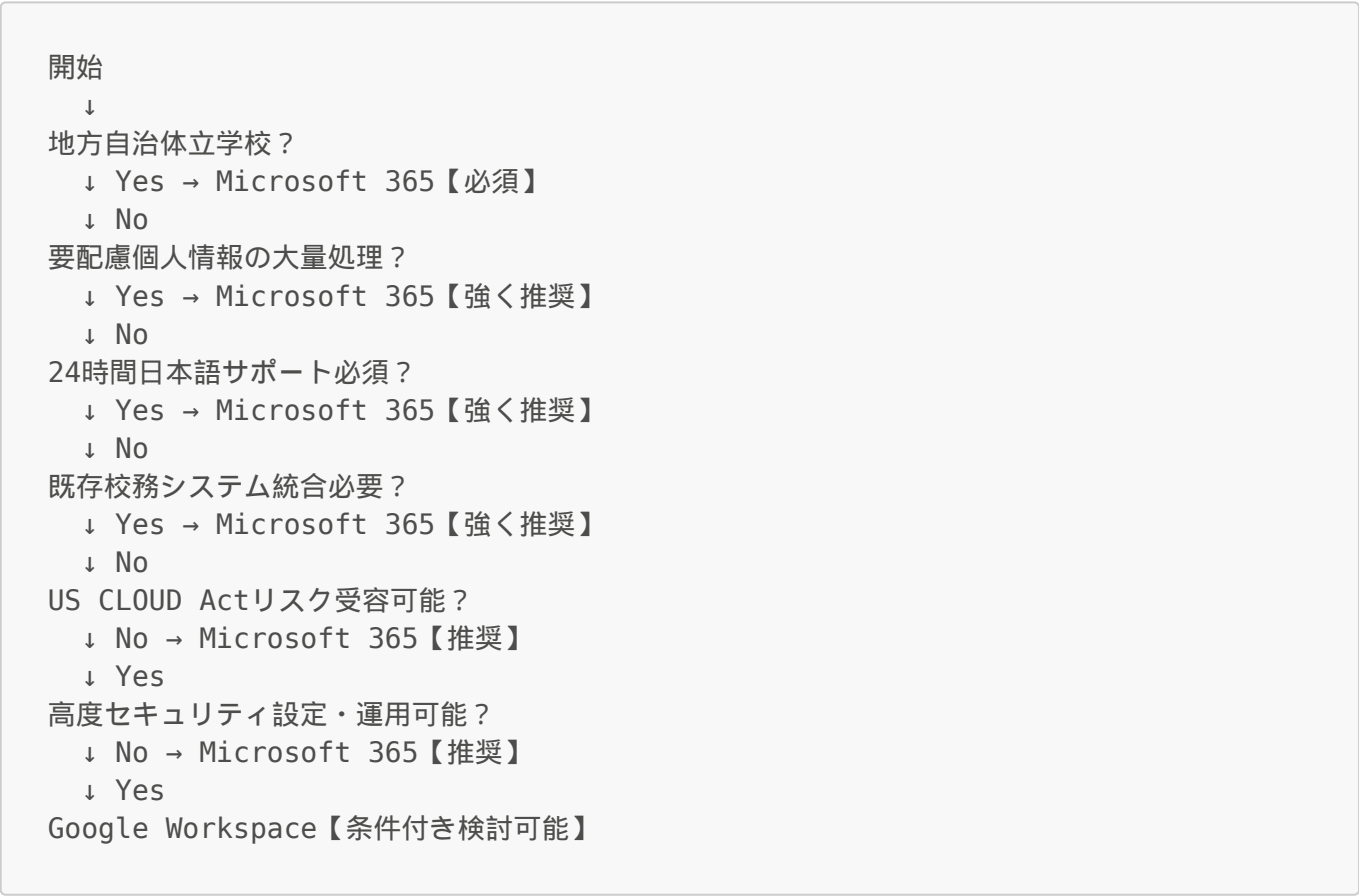 開始
↓
地方自治体立学校？
↓ Yes → Microsoft 365【必須】
↓ No
要配慮個人情報の大量処理？
↓ Yes → Microsoft 365【強く推奨】
↓ No
24時間日本語サポート必須？
↓ Yes → Microsoft 365【強く推奨】
↓ No
既存校務システム統合必要？
↓ Yes → Microsoft 365【強く推奨】
↓ No
US CLOUD Actリスク受容可能？
↓ No → Microsoft 365【推奨】
↓ Yes
高度セキュリティ設定・運用可能？
↓ No → Microsoft 365【推奨】
↓ Yes
Google Workspace【条件付き検討可能】